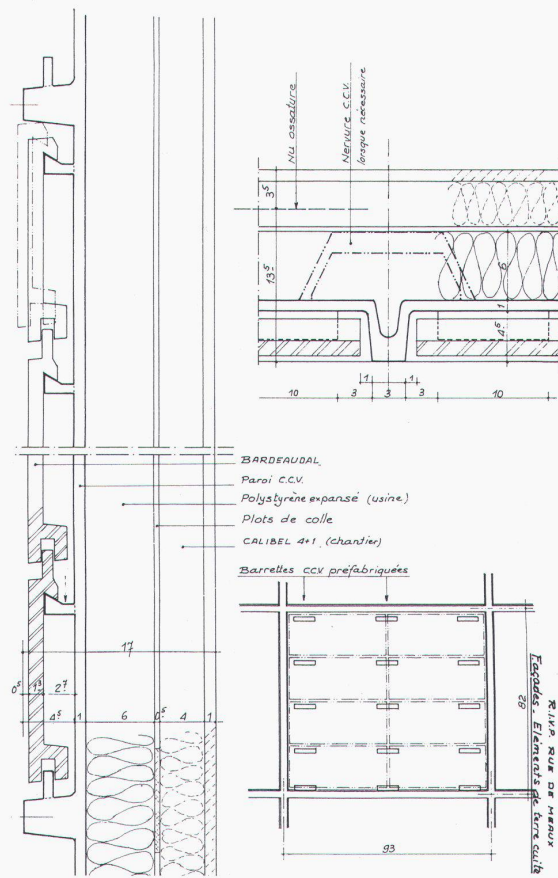 Nu ossature
Nervure C.C.V.
lorsque nécessaire
3⁵
13⁵
6
1
4⁵
1
1
10
3
3
3
10
BARDEAUDAL
Paroi C.C.V.
Polystyrène expansé (usine)
Plots de colle
CALIBEL 4+1 (chantier)
Barrettes CCV préfabriquées
17
0⁵
1³
2⁷
4⁵
1
6
0⁵
4
1
82
93
R.I.V.P. RUE DE MEAUX
Façades - Eléments de terre cuite